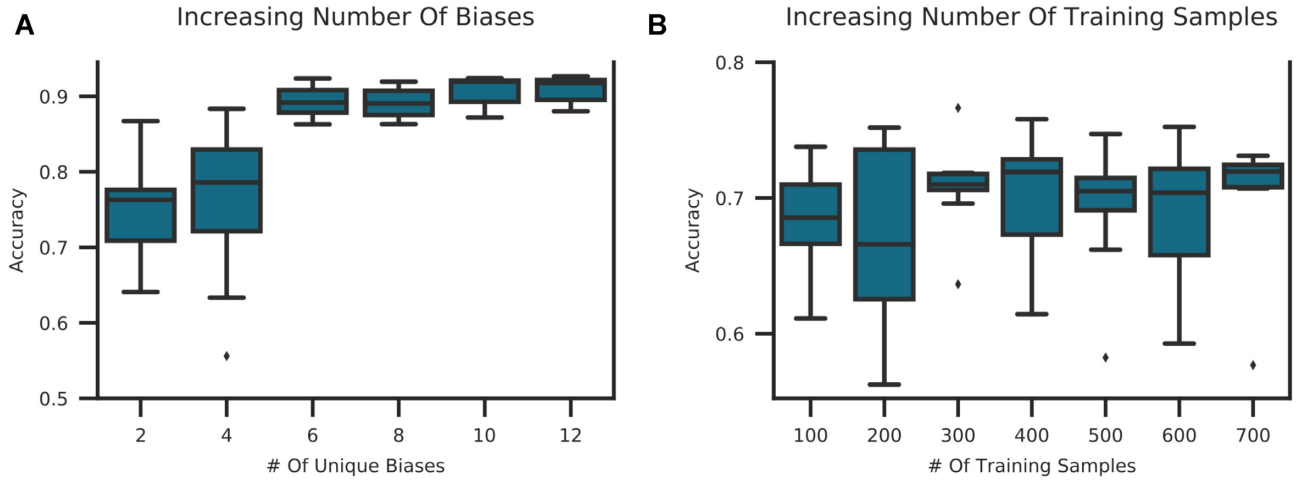 A
Increasing Number Of Biases
0.9
0.8
0.7
0.6
0.5
Accuracy
2 4 6 8 10 12
# Of Unique Biases
B
Increasing Number Of Training Samples
0.8
0.7
0.6
Accuracy
100 200 300 400 500 600 700
# Of Training Samples